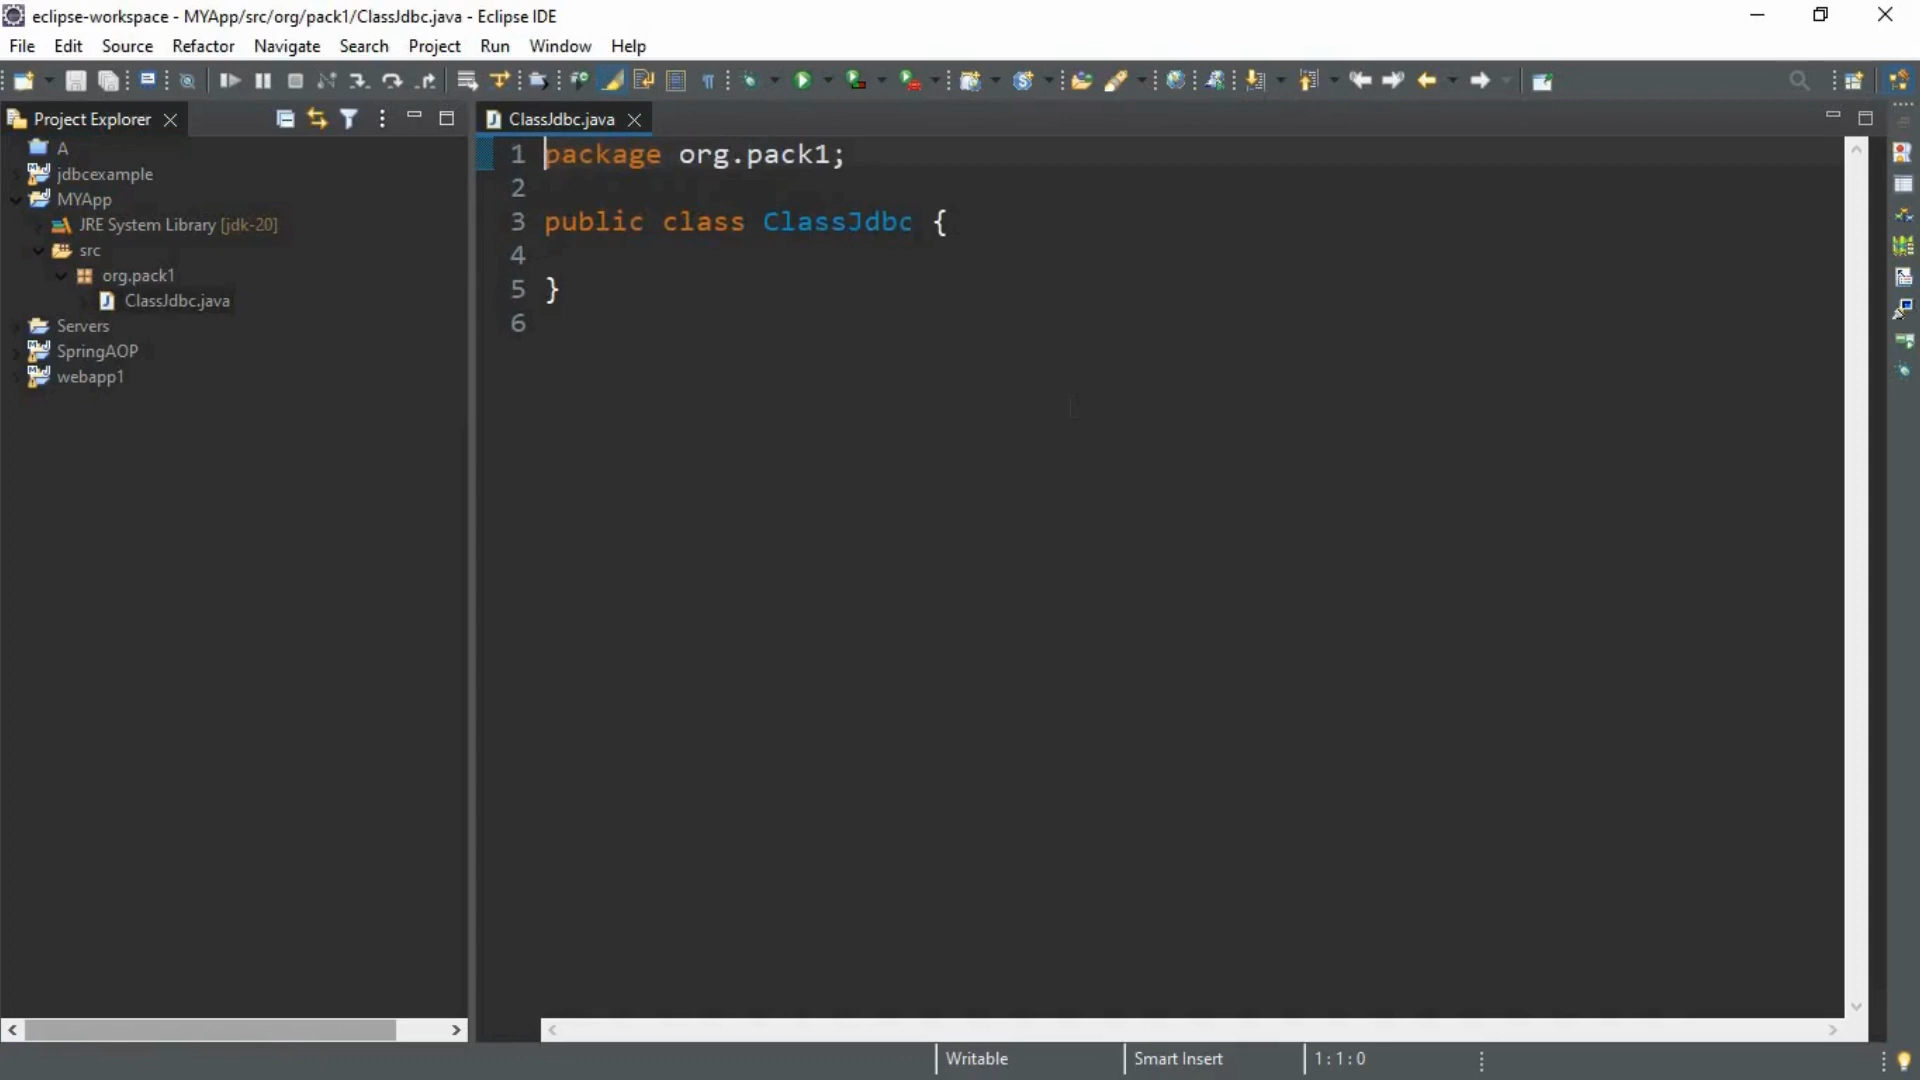 eclipse-workspace - MYApp/src/org/pack1/ClassJdbc.java - Eclipse IDE
File Edit Source Refactor Navigate Search Project Run Window Help
Project Explorer
A
jdbcexample
MYApp
JRE System Library [jdk-20]
src
org.pack1
ClassJdbc.java
Servers
SpringAOP
webapp1
ClassJdbc.java
1 package org.pack1;
2
3 public class ClassJdbc {
4
5 }
6
Writable Smart Insert 1 : 1 : 0